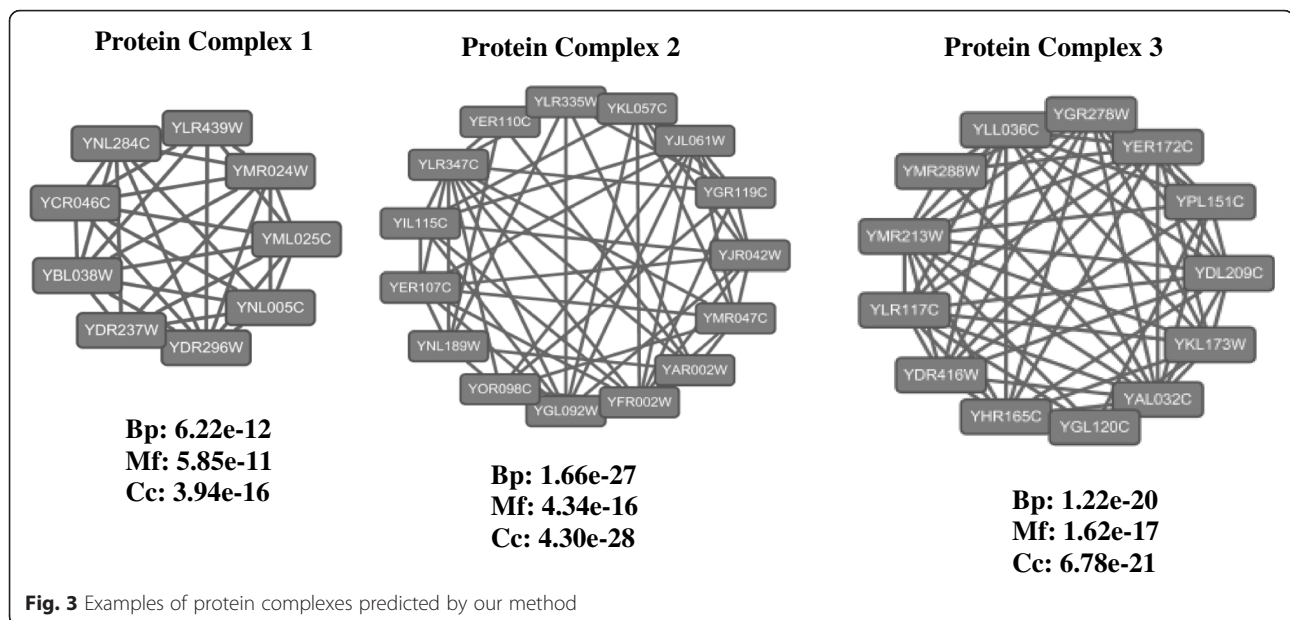 Protein Complex 1
YLR439W
YNL284C
YMR024W
YCR046C
YML025C
YBL038W
YNL005C
YDR237W
YDR296W
Bp: 6.22e-12
Mf: 5.85e-11
Cc: 3.94e-16
Protein Complex 2
YLR335W
YKL057C
YER110C
YJL061W
YLR347C
YGR119C
YIL115C
YJR042W
YER107C
YMR047C
YNL189W
YAR002W
YOR098C
YFR002W
YGL092W
Bp: 1.66e-27
Mf: 4.34e-16
Cc: 4.30e-28
Protein Complex 3
YGR278W
YLL036C
YER172C
YMR288W
YPL151C
YMR213W
YDL209C
YLR117C
YKL173W
YDR416W
YAL032C
YHR165C
YGL120C
Bp: 1.22e-20
Mf: 1.62e-17
Cc: 6.78e-21
Fig. 3 Examples of protein complexes predicted by our method